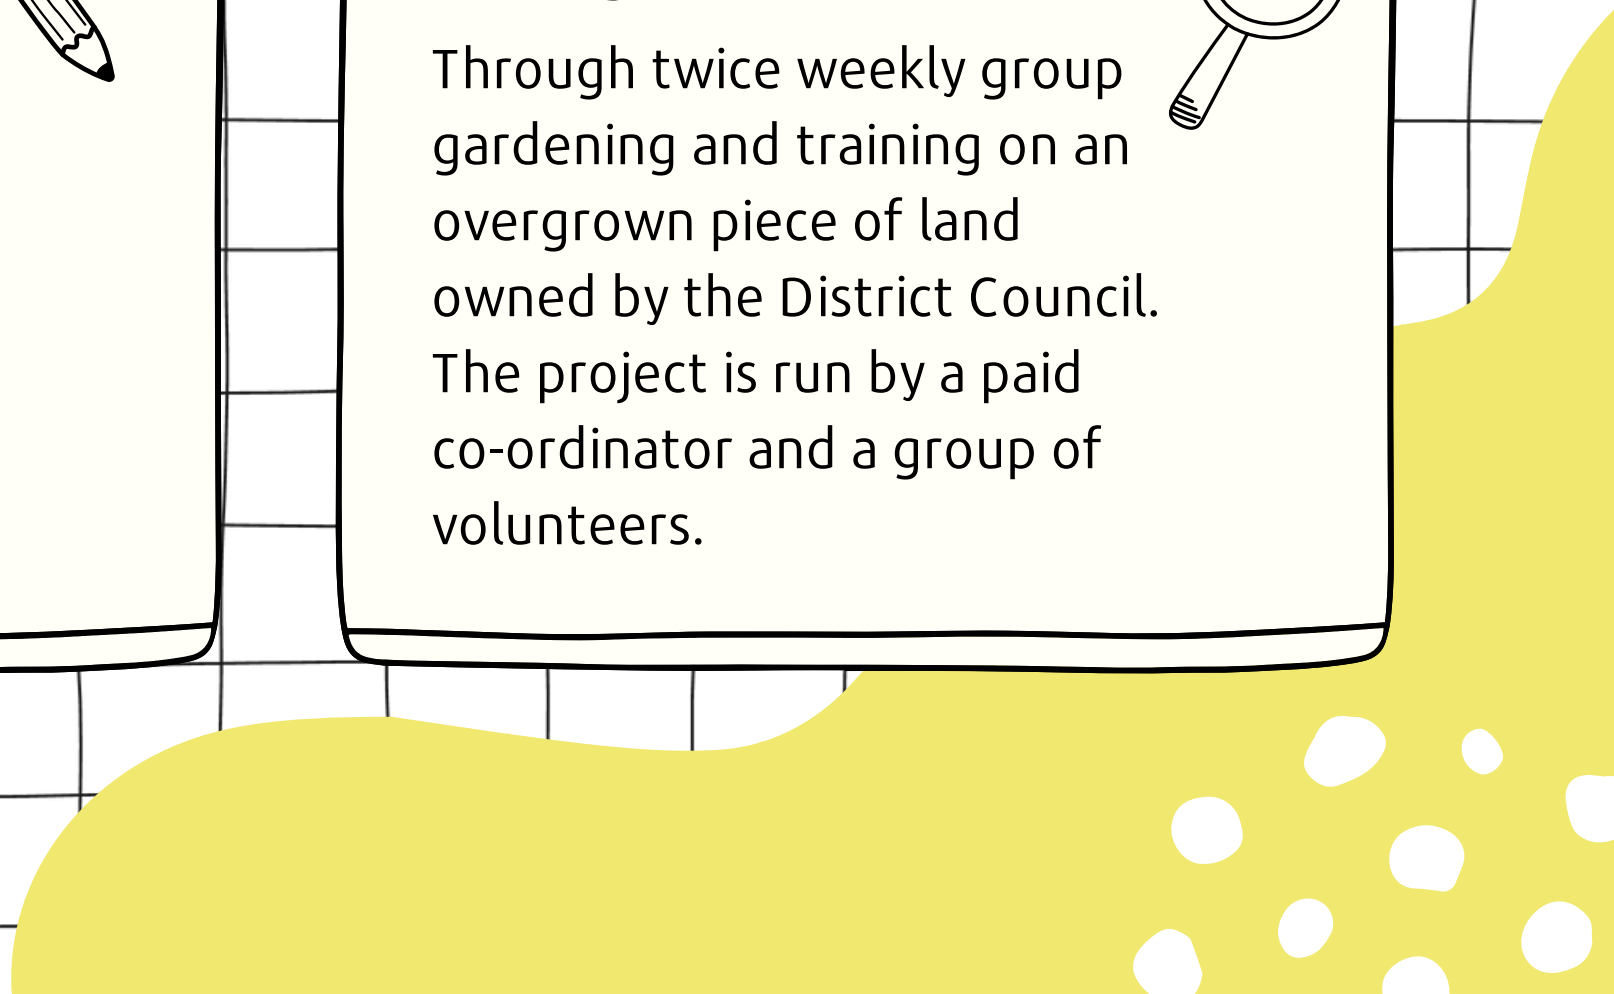 Through twice weekly group
gardening and training on an
overgrown piece of land
owned by the District Council.
The project is run by a paid
co-ordinator and a group of
volunteers.